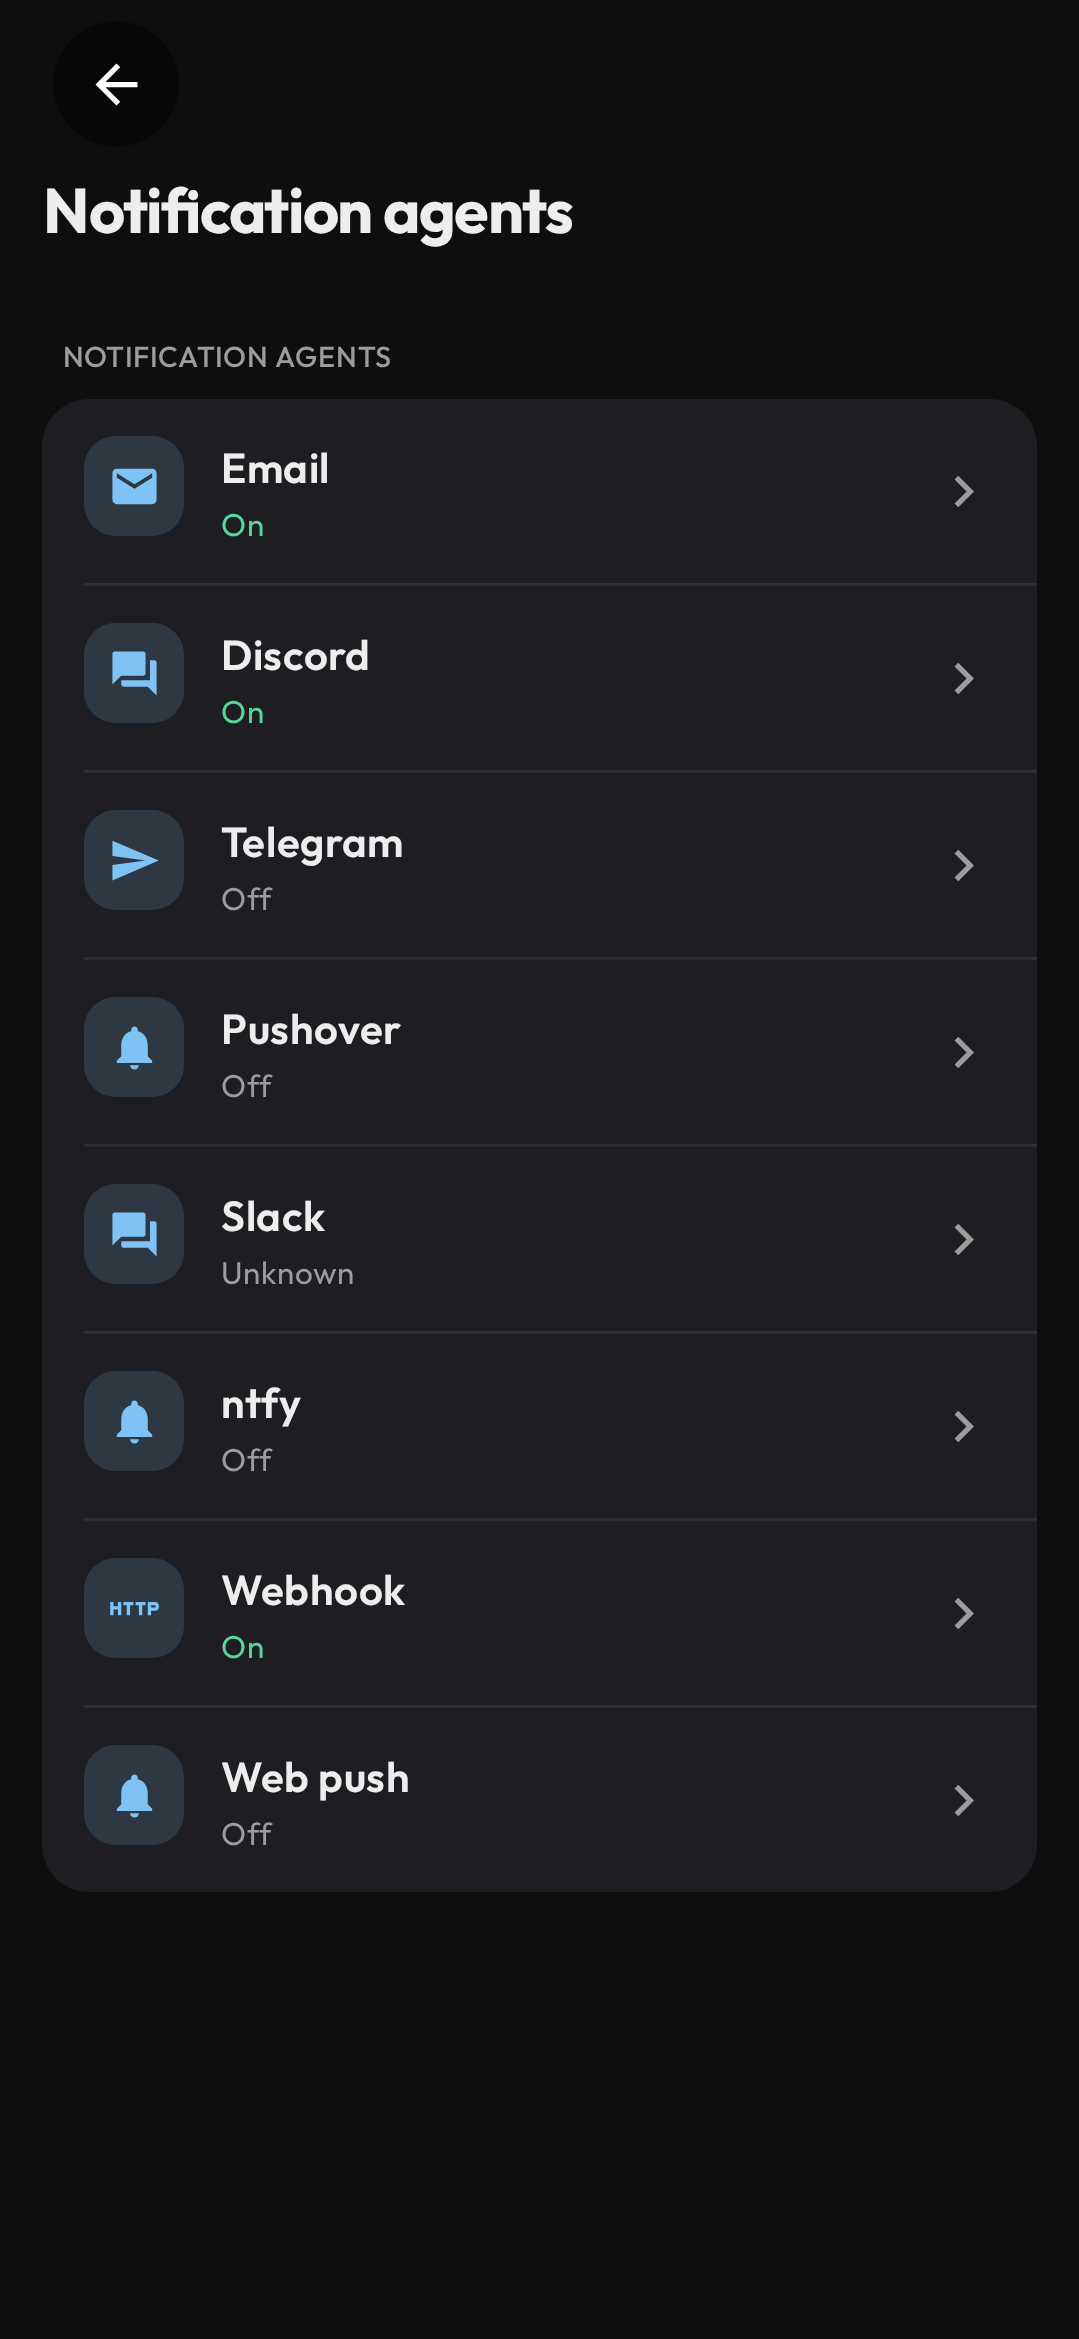 Notification agents
NOTIFICATION AGENTS
Email
On
Discord
On
Telegram
Off
Pushover
Off
Slack
Unknown
ntfy
Off
HTTP
Webhook
On
Web push
Off